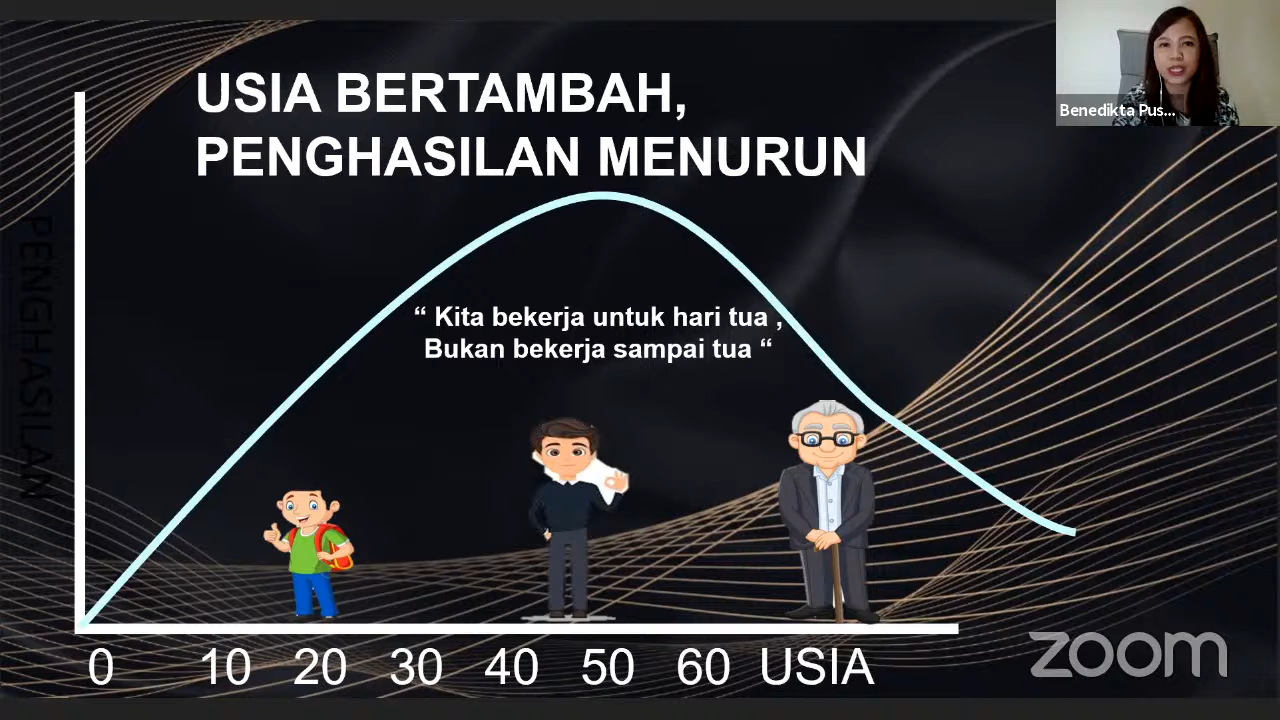 USIA BERTAMBAH,
PENGHASILAN MENURUN
Benedikta Pus...
PENGHASILAN
“ Kita bekerja untuk hari tua ,
Bukan bekerja sampai tua “
0 10 20 30 40 50 60 USIA
zoom